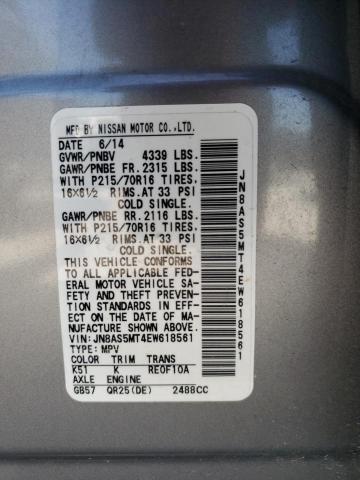 MFD BY NISSAN MOTOR CO.,LTD.
DATE 6/14
GVWR/PNBV 4339 LBS.
GAWR/PNBE FR. 2315 LBS.
WITH P215/70R16 TIRES
16X6½ RIMS.AT 33 PSI
COLD SINGLE.
GAWR/PNBE RR. 2116 LBS.
WITH P215/70R16 TIRES
16X6½ RIMS.AT 33 PSI
COLD SINGLE.
THIS VEHICLE CONFORMS
TO ALL APPLICABLE FED-
ERAL MOTOR VEHICLE SA-
FETY AND THEFT PREVEN-
TION STANDARDS IN EFF-
ECT ON THE DATE OF MA-
NUFACTURE SHOWN ABOVE.
VIN:JN8AS5MT4EW618561
TYPE: MPV
COLOR TRIM TRANS
K51 K RE0F10A
AXLE ENGINE
GB57 QR25(DE) 2488CC
JN8AS5MT4EW618561